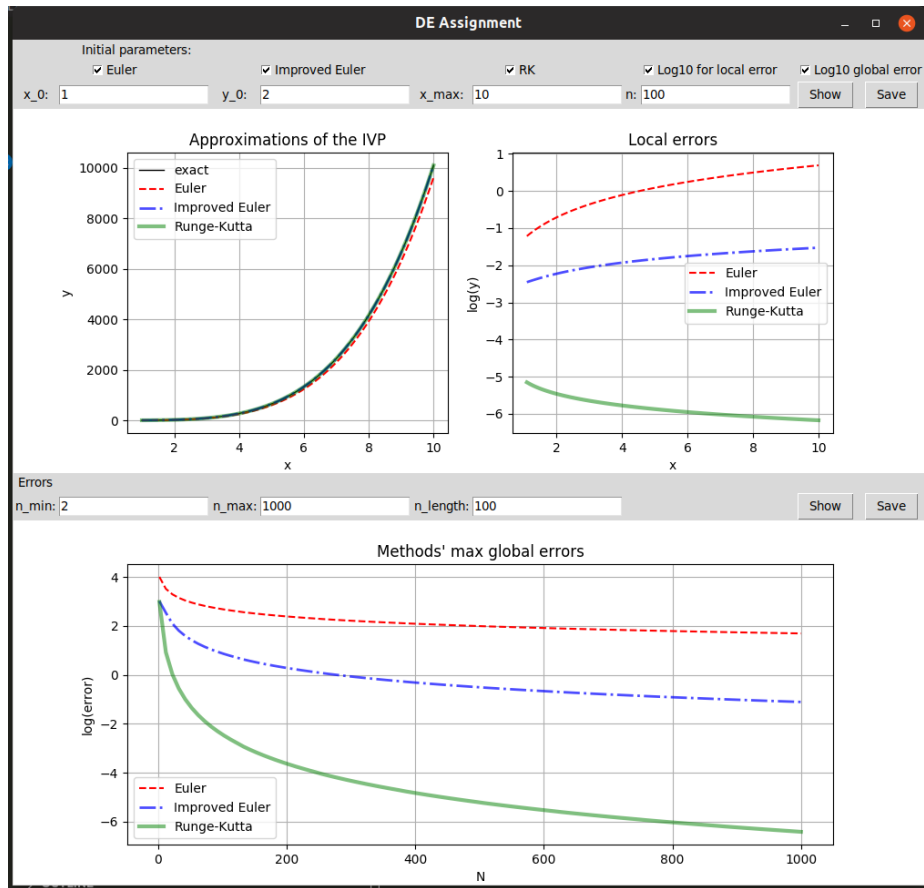 DE Assignment
Initial parameters:
Euler Improved Euler RK Log10 for local error Log10 global error
x_0: 1 y_0: 2 x_max: 10 n: 100 Show Save
Approximations of the IVP
exact
Euler
Improved Euler
Runge-Kutta
10000
8000
6000
4000
2000
0
y
2 4 6 8 10
x
Local errors
1
0
−1
−2
−3
−4
−5
−6
log(y)
Euler
Improved Euler
Runge-Kutta
2 4 6 8 10
x
Errors
n_min: 2 n_max: 1000 n_length: 100 Show Save
Methods' max global errors
4
2
0
−2
−4
−6
log(error)
Euler
Improved Euler
Runge-Kutta
0 200 400 600 800 1000
N